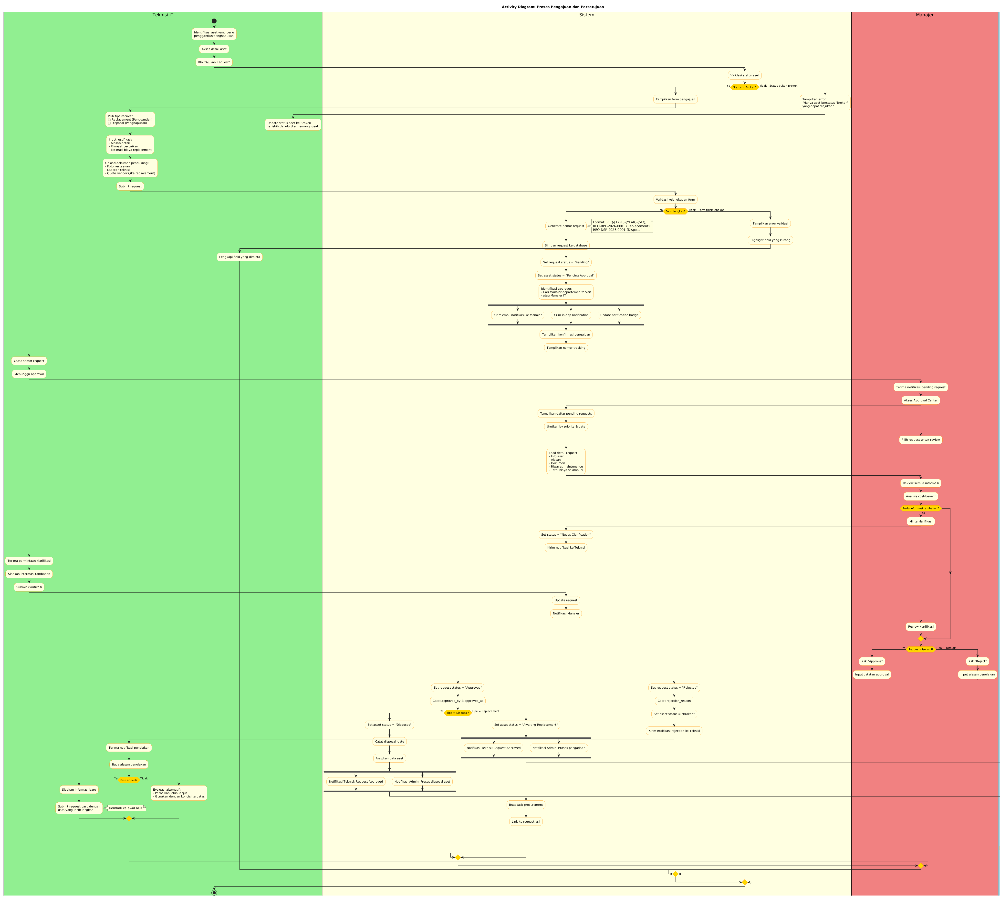 Activity Diagram: Proses Pengajuan dan Persetujuan
Teknisi IT
Sistem
Manajer
Identifikasi aset yang perlu
penggantian/penghapusan
Akses detail aset
Klik "Ajukan Request"
Validasi status aset
Ya
Status = Broken?
Tidak - Status bukan Broken
Tampilkan form pengajuan
Tampilkan error:
"Hanya aset berstatus 'Broken'
yang dapat diajukan"
Pilih tipe request:
☐ Replacement (Penggantian)
☐ Disposal (Penghapusan)
Update status aset ke Broken
terlebih dahulu jika memang rusak
Input justifikasi:
- Alasan detail
- Riwayat perbaikan
- Estimasi biaya replacement
Upload dokumen pendukung:
- Foto kerusakan
- Laporan teknisi
- Quote vendor (jika replacement)
Submit request
Validasi kelengkapan form
Ya
Form lengkap?
Tidak - Form tidak lengkap
Generate nomor request
Format: REQ-[TYPE]-[YEAR]-[SEQ]
REQ-RPL-2026-0001 (Replacement)
REQ-DSP-2026-0001 (Disposal)
Tampilkan error validasi
Highlight field yang kurang
Simpan request ke database
Lengkapi field yang diminta
Set request status = "Pending"
Set asset status = "Pending Approval"
Identifikasi approver:
- Cari Manajer departemen terkait
- atau Manajer IT
Kirim email notifikasi ke Manajer
Kirim in-app notification
Update notification badge
Tampilkan konfirmasi pengajuan
Tampilkan nomor tracking
Catat nomor request
Menunggu approval
Terima notifikasi pending request
Akses Approval Center
Tampilkan daftar pending requests
Urutkan by priority & date
Pilih request untuk review
Load detail request:
- Info aset
- Alasan
- Dokumen
- Riwayat maintenance
- Total biaya selama ini
Review semua informasi
Analisis cost-benefit
Perlu informasi tambahan?
Ya
Minta klarifikasi
Set status = "Needs Clarification"
Kirim notifikasi ke Teknisi
Terima permintaan klarifikasi
Siapkan informasi tambahan
Submit klarifikasi
Update request
Notifikasi Manajer
Review klarifikasi
Ya
Request disetujui?
Tidak - Ditolak
Klik "Approve"
Klik "Reject"
Input catatan approval
Input alasan penolakan
Set request status = "Approved"
Set request status = "Rejected"
Catat approved_by & approved_at
Catat rejection_reason
Ya
Tipe = Disposal?
Tipe = Replacement
Set asset status = "Broken"
Set asset status = "Disposed"
Set asset status = "Awaiting Replacement"
Kirim notifikasi rejection ke Teknisi
Catat disposal_date
Terima notifikasi penolakan
Notifikasi Teknisi: Request Approved
Notifikasi Admin: Proses pengadaan
Arsipkan data aset
Baca alasan penolakan
Ya
Bisa appeal?
Tidak
Notifikasi Teknisi: Request Approved
Notifikasi Admin: Proses disposal aset
Siapkan informasi baru
Evaluasi alternatif:
- Perbaikan lebih lanjut
- Gunakan dengan kondisi terbatas
Submit request baru dengan
data yang lebih lengkap
Kembali ke awal alur
Buat task procurement
Link ke request asli